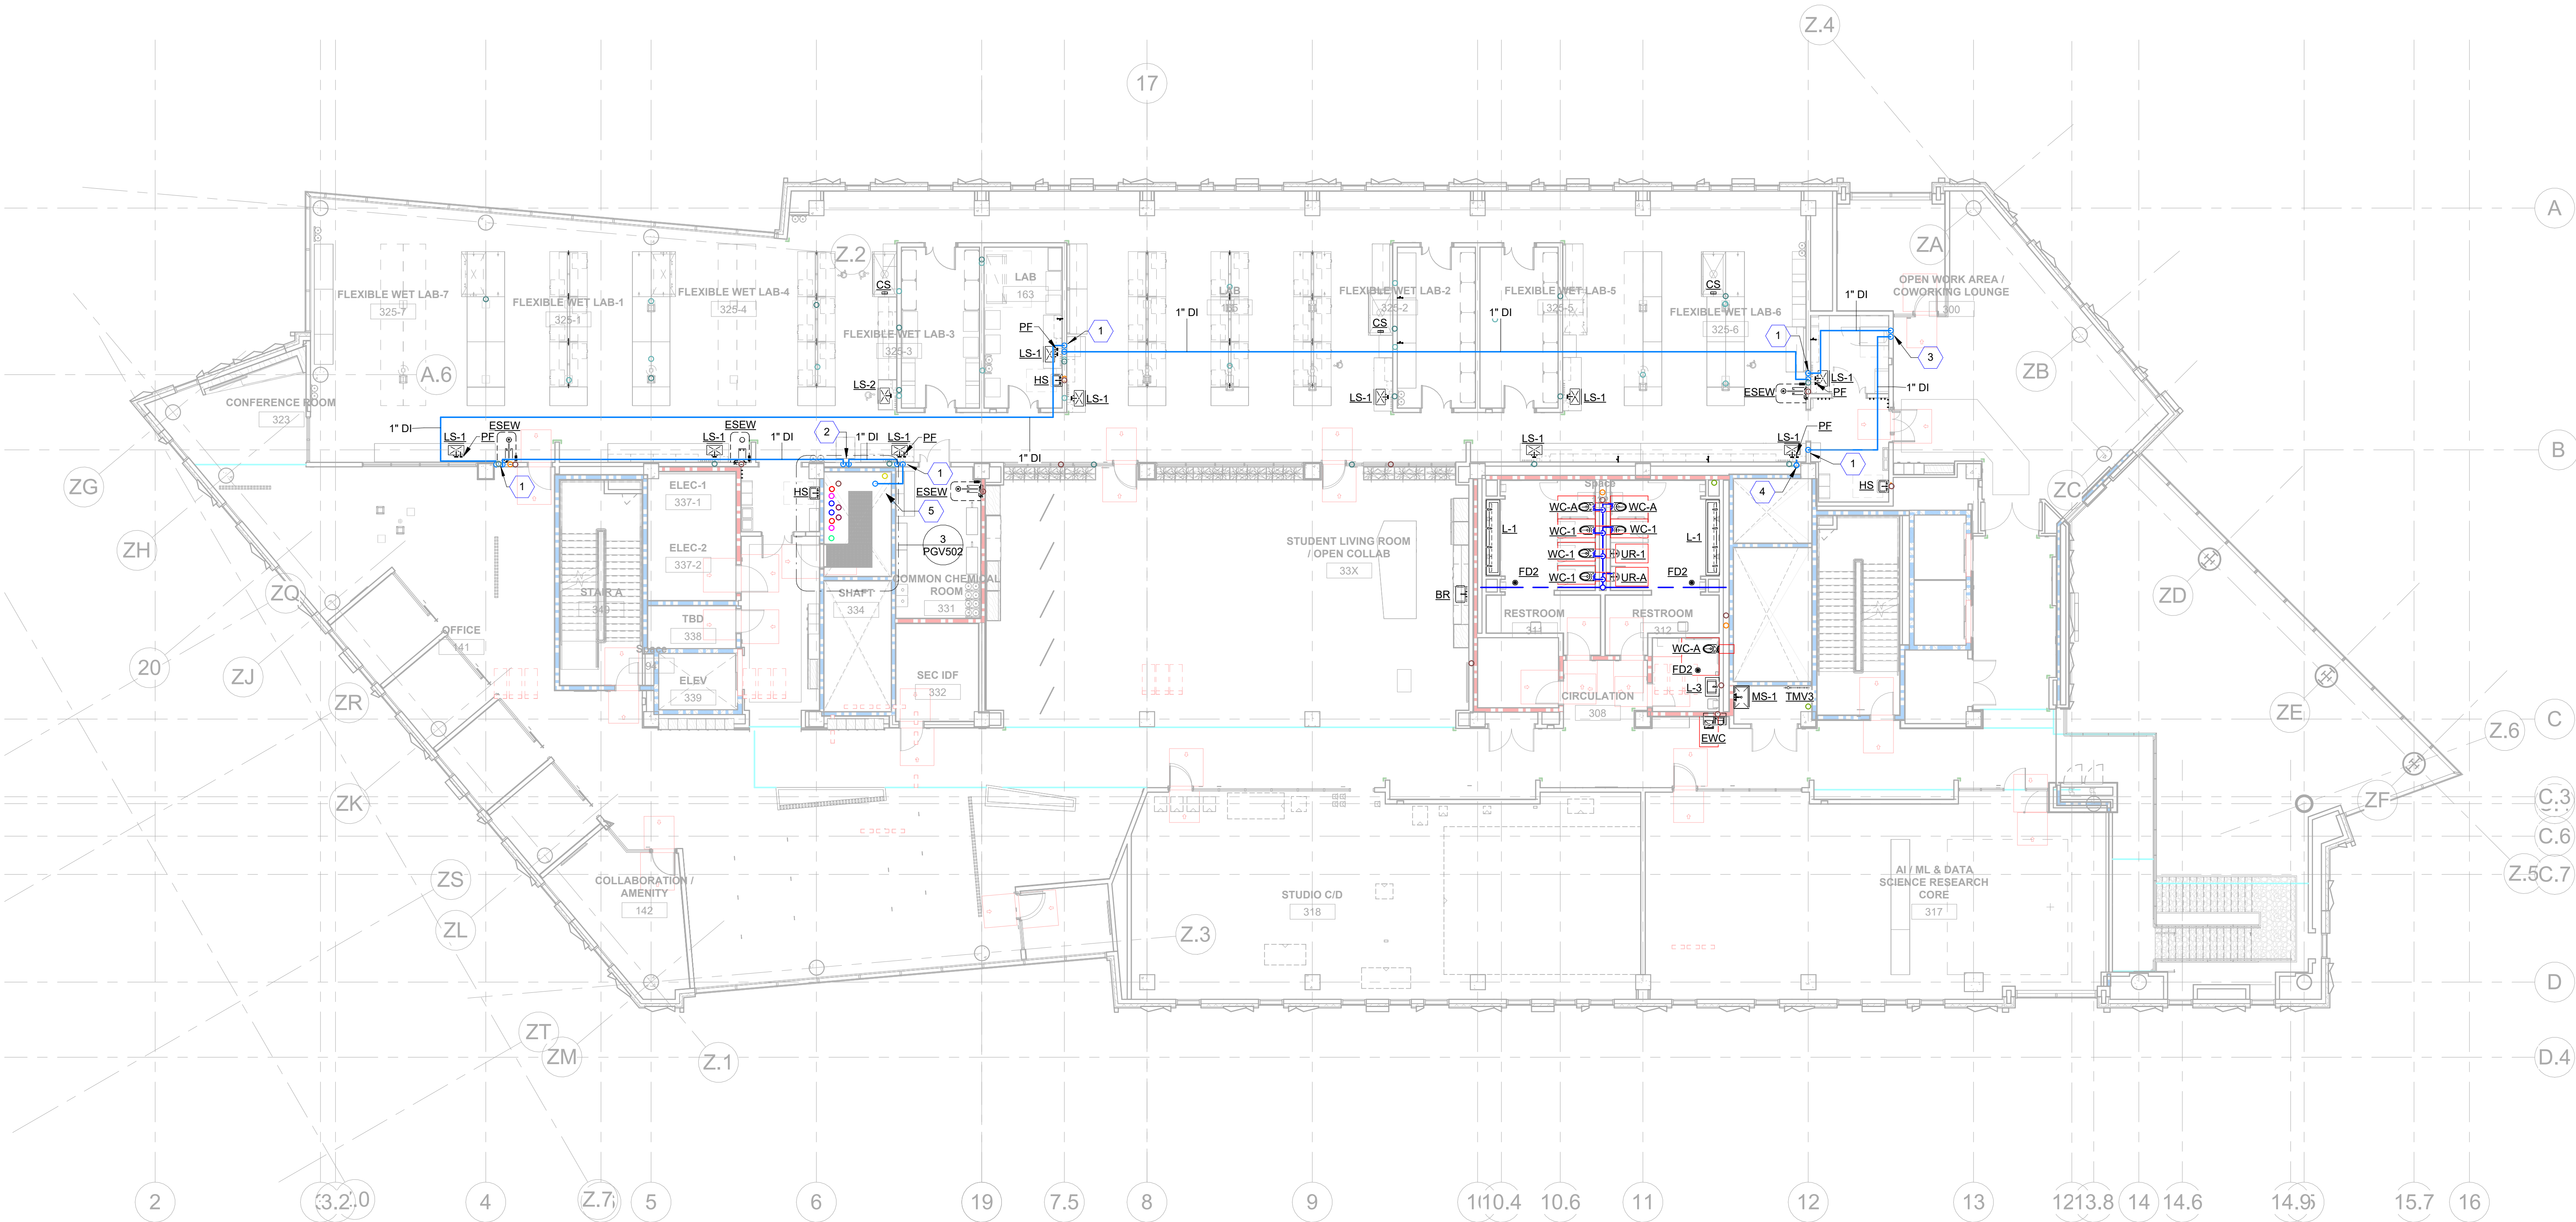 Z.4
17
A
Z.2
ZA
LAB
163
OPEN WORK AREA /
COWORKING LOUNGE
300
FLEXIBLE WET LAB-7
325-7
FLEXIBLE WET LAB-1
325-1
FLEXIBLE WET LAB-4
325-4
CS
FLEXIBLE WET LAB-3
325-3
LAB
FLEXIBLE WET LAB-2
325-2
CS
FLEXIBLE WET LAB-5
325-5
CS
FLEXIBLE WET LAB-6
325-6
1" DI
1" DI
1" DI
1" DI
PF
1
LS-1
HS
LS-1
LS-2
LS-1
LS-1
1
3
LS-1
PF
ESEW
ZB
A.6
CONFERENCE ROOM
323
1" DI
LS-1
PF
ESEW
LS-1
ESEW
1" DI
2
1" DI
LS-1
PF
1" DI
LS-1
LS-1
PF
B
1
1
1
ZG
ELEC-1
337-1
HS
ESEW
5
4
HS
ZC
Space
WC-A
WC-A
WC-1
WC-1
WC-1
UR-1
WC-1
UR-A
L-1
L-1
FD2
FD2
ZH
ELEC-2
337-2
3
PGV502
STUDENT LIVING ROOM
/ OPEN COLLAB
33X
ZD
COMMON CHEMICAL
ROOM
331
SHAFT
334
STAIR A
340
ZQ
BR
RESTROOM
311
RESTROOM
312
TBD
338
OFFICE
141
Space
20
ZJ
ELEV
339
SEC IDF
332
WC-A
FD2
L-3
MS-1
TMV3
CIRCULATION
308
EWC
ZR
ZE
C
Z.6
ZK
ZF
C.3
C.6
ZS
COLLABORATION /
AMENITY
142
STUDIO C/D
318
AI / ML & DATA
SCIENCE RESEARCH
CORE
317
Z.5
C.7
ZL
Z.3
D
ZT
ZM
Z.1
D.4
2
3.2
4
Z.7
5
6
19
7.5
8
9
10.4
10.6
11
12
13
13.8
14
14.6
14.9
15.7
16